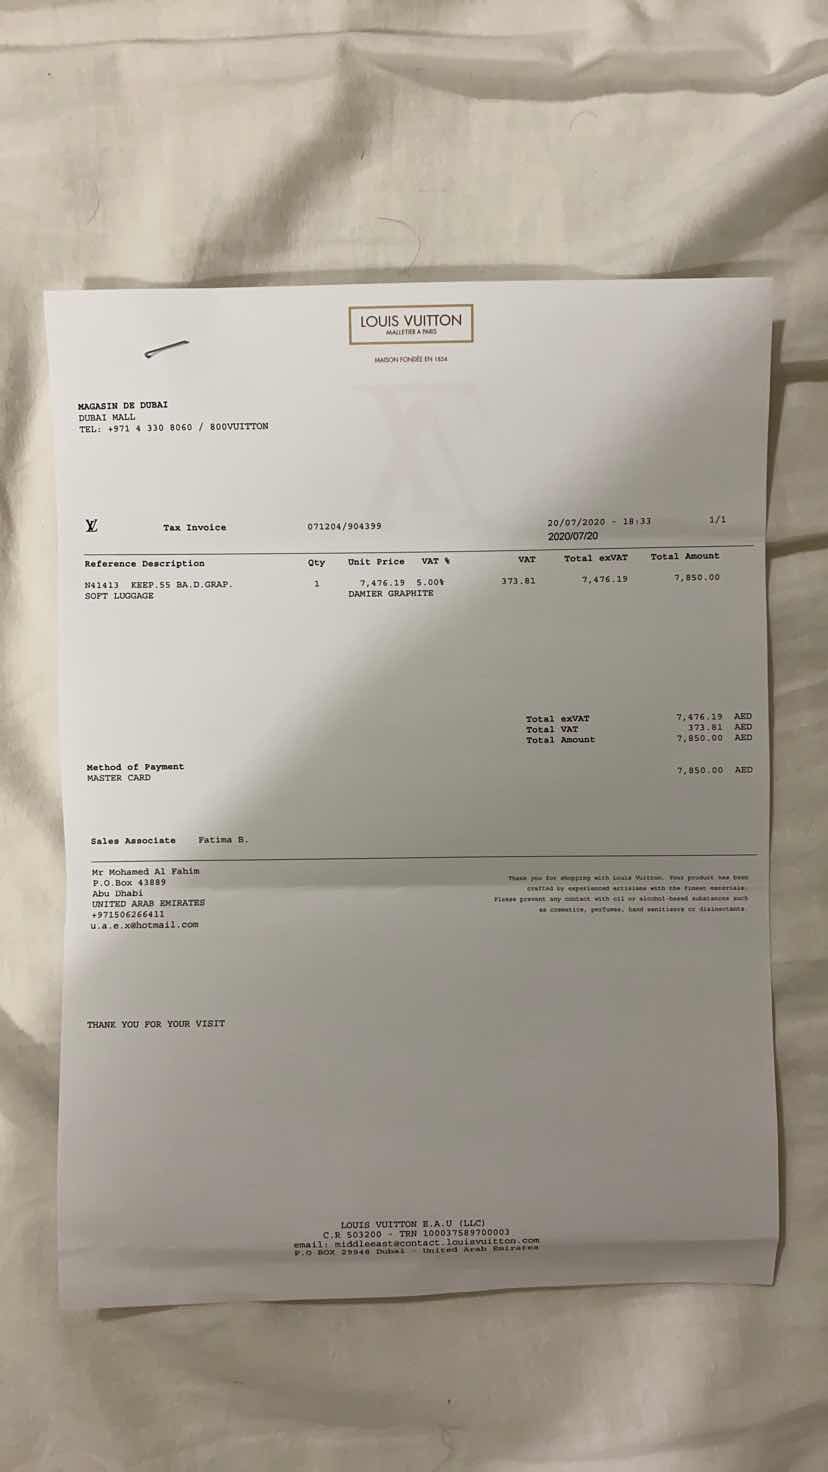 LOUIS VUITTON
MALLETIER A PARIS
MAISON FONDÉE EN 1854
MAGASIN DE DUBAI
DUBAI MALL
TEL: +971 4 330 8060 / 800VUITTON
LV Tax Invoice 071204/904399 20/07/2020 - 18:33 1/1
2020/07/20
Reference Description Qty Unit Price VAT % VAT Total exVAT Total Amount
N41413 KEEP.55 BA.D.GRAP. 1 7,476.19 5.00% 373.81 7,476.19 7,850.00
SOFT LUGGAGE DAMIER GRAPHITE
Total exVAT 7,476.19 AED
Total VAT 373.81 AED
Total Amount 7,850.00 AED
Method of Payment
MASTER CARD 7,850.00 AED
Sales Associate Fatima B.
Mr Mohamed Al Fahim
P.O.Box 43889
Abu Dhabi
UNITED ARAB EMIRATES
+971506266411
u.a.e.x@hotmail.com
Thank you for shopping with Louis Vuitton. Your product has been
crafted by experienced artisians with the finest materials.
Please prevent any contact with oil or alcohol-based substances such
as cosmetics, perfumes, hand sanitizers or disinectants.
THANK YOU FOR YOUR VISIT
LOUIS VUITTON E.A.U (LLC)
C.R 503200 - TRN 100037589700003
email: middleeast@contact.louisvuitton.com
P.O BOX 29948 Dubai - United Arab Emirates